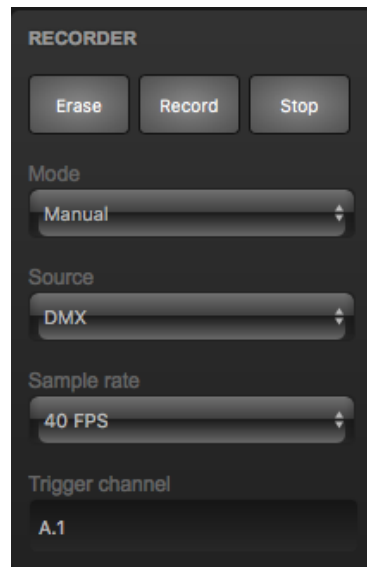 RECORDER
Erase Record Stop
Mode
Manual
Source
DMX
Sample rate
40 FPS
Trigger channel
A.1